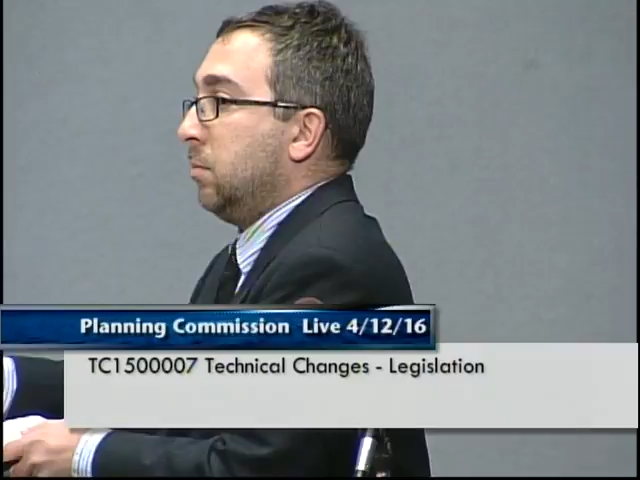 Planning Commission Live 4/12/16
TC1500007 Technical Changes - Legislation